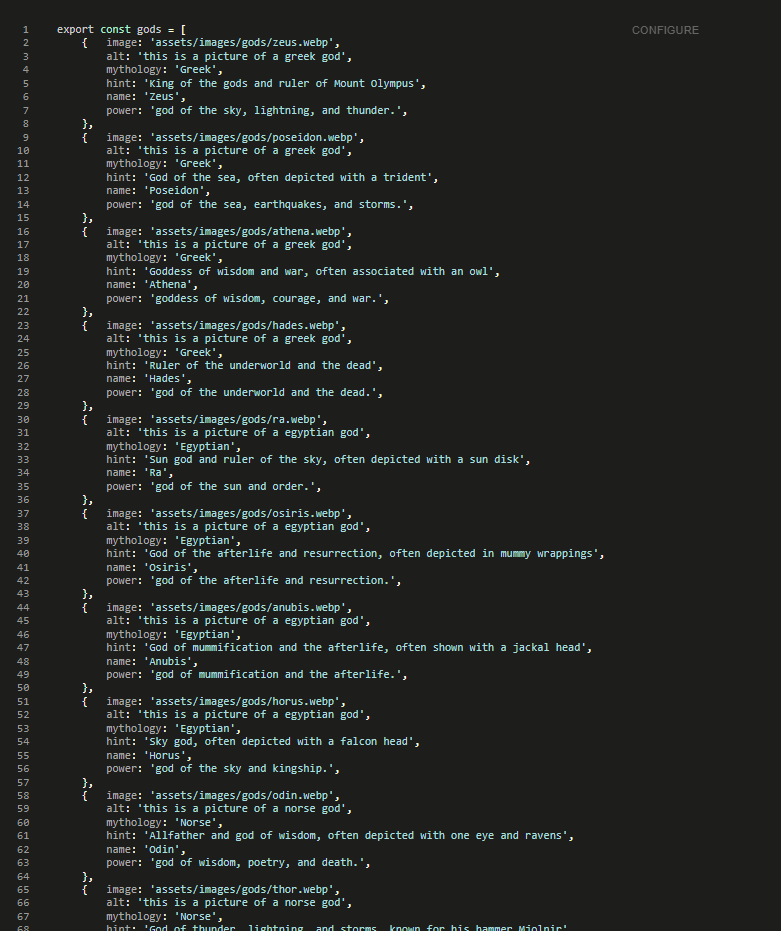 CONFIGURE
1 export const gods = [
2 { image: 'assets/images/gods/zeus.webp',
3 alt: 'this is a picture of a greek god',
4 mythology: 'Greek',
5 hint: 'King of the gods and ruler of Mount Olympus',
6 name: 'Zeus',
7 power: 'god of the sky, lightning, and thunder.',
8 },
9 { image: 'assets/images/gods/poseidon.webp',
10 alt: 'this is a picture of a greek god',
11 mythology: 'Greek',
12 hint: 'God of the sea, often depicted with a trident',
13 name: 'Poseidon',
14 power: 'god of the sea, earthquakes, and storms.',
15 },
16 { image: 'assets/images/gods/athena.webp',
17 alt: 'this is a picture of a greek god',
18 mythology: 'Greek',
19 hint: 'Goddess of wisdom and war, often associated with an owl',
20 name: 'Athena',
21 power: 'goddess of wisdom, courage, and war.',
22 },
23 { image: 'assets/images/gods/hades.webp',
24 alt: 'this is a picture of a greek god',
25 mythology: 'Greek',
26 hint: 'Ruler of the underworld and the dead',
27 name: 'Hades',
28 power: 'god of the underworld and the dead.',
29 },
30 { image: 'assets/images/gods/ra.webp',
31 alt: 'this is a picture of a egyptian god',
32 mythology: 'Egyptian',
33 hint: 'Sun god and ruler of the sky, often depicted with a sun disk',
34 name: 'Ra',
35 power: 'god of the sun and order.',
36 },
37 { image: 'assets/images/gods/osiris.webp',
38 alt: 'this is a picture of a egyptian god',
39 mythology: 'Egyptian',
40 hint: 'God of the afterlife and resurrection, often depicted in mummy wrappings',
41 name: 'Osiris',
42 power: 'god of the afterlife and resurrection.',
43 },
44 { image: 'assets/images/gods/anubis.webp',
45 alt: 'this is a picture of a egyptian god',
46 mythology: 'Egyptian',
47 hint: 'God of mummification and the afterlife, often shown with a jackal head',
48 name: 'Anubis',
49 power: 'god of mummification and the afterlife.',
50 },
51 { image: 'assets/images/gods/horus.webp',
52 alt: 'this is a picture of a egyptian god',
53 mythology: 'Egyptian',
54 hint: 'Sky god, often depicted with a falcon head',
55 name: 'Horus',
56 power: 'god of the sky and kingship.',
57 },
58 { image: 'assets/images/gods/odin.webp',
59 alt: 'this is a picture of a norse god',
60 mythology: 'Norse',
61 hint: 'Allfather and god of wisdom, often depicted with one eye and ravens',
62 name: 'Odin',
63 power: 'god of wisdom, poetry, and death.',
64 },
65 { image: 'assets/images/gods/thor.webp',
66 alt: 'this is a picture of a norse god',
67 mythology: 'Norse',
68 hint: 'God of thunder, lightning, and storms, known for his hammer Mjolnir'